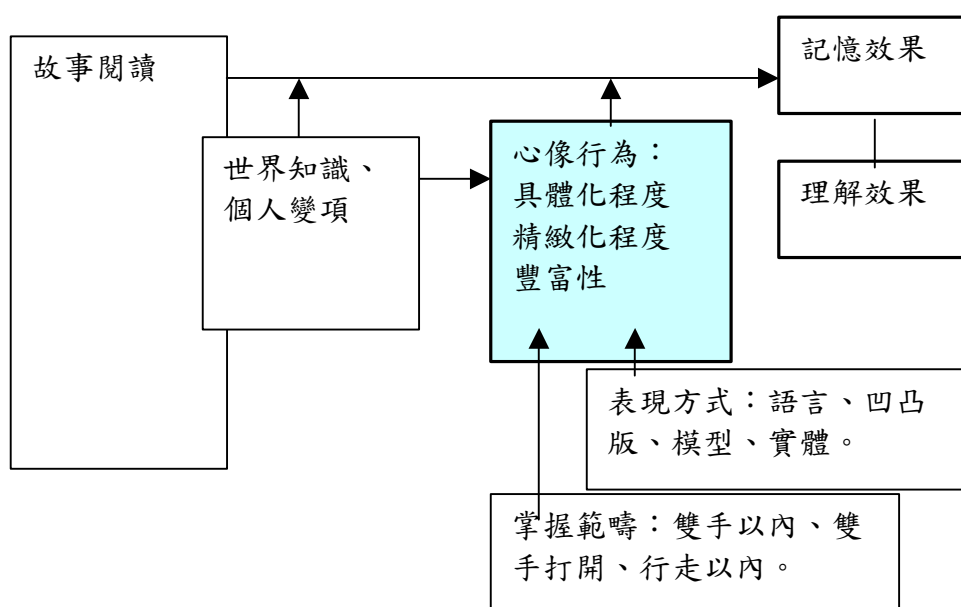 故事閱讀
記憶效果
世界知識、
個人變項
心像行為：
具體化程度
精緻化程度
豐富性
理解效果
表現方式：語言、凹凸
版、模型、實體。
掌握範疇：雙手以內、雙
手打開、行走以內。